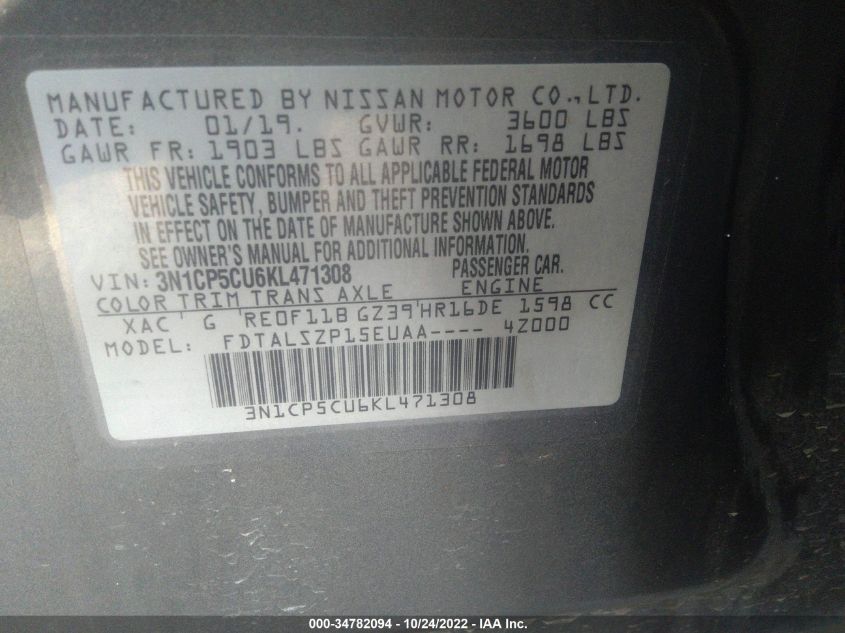 MANUFACTURED BY NISSAN MOTOR CO.,LTD.
DATE: 01/19. GVWR: 3600 LBS
GAWR FR: 1903 LBS GAWR RR: 1698 LBS
THIS VEHICLE CONFORMS TO ALL APPLICABLE FEDERAL MOTOR
VEHICLE SAFETY, BUMPER AND THEFT PREVENTION STANDARDS
IN EFFECT ON THE DATE OF MANUFACTURE SHOWN ABOVE.
SEE OWNER'S MANUAL FOR ADDITIONAL INFORMATION.
VIN: 3N1CP5CU6KL471308 PASSENGER CAR.
COLOR TRIM TRANS AXLE ENGINE
XAC ' G 'RE0F11B GZ39'HR16DE 1598 CC
MODEL: FDTALSZP15EUAA---- 4Z000
3N1CP5CU6KL471308
000-34782094 - 10/24/2022 - IAA Inc.